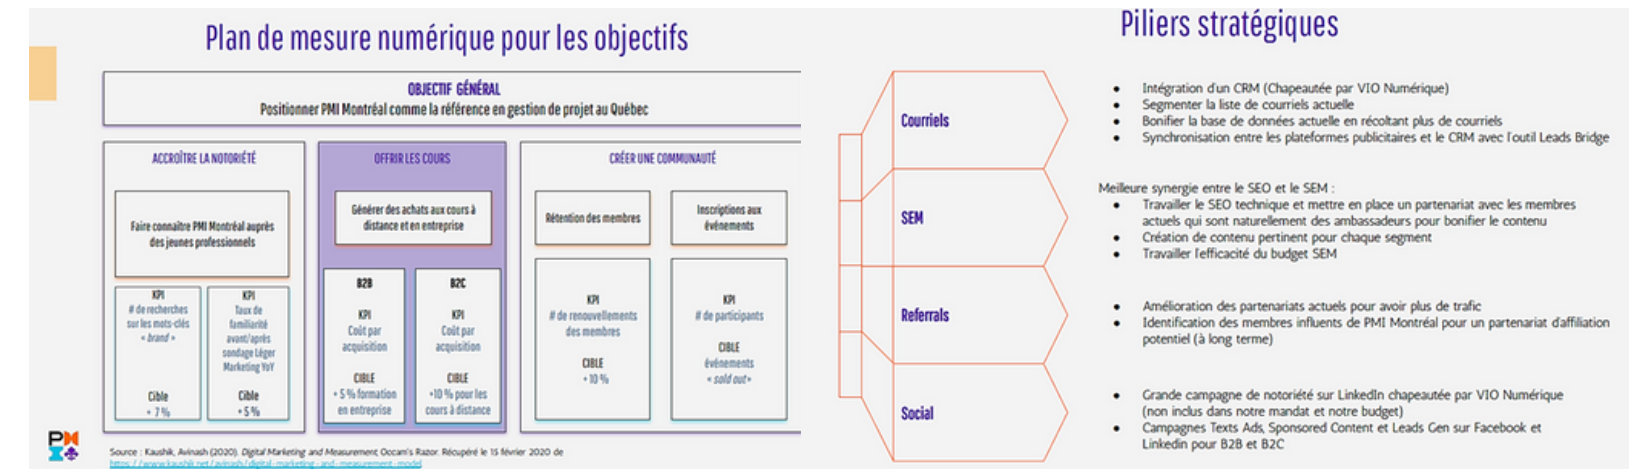 Plan de mesure numérique pour les objectifs
OBJECTIF GÉNÉRAL
Positionner PMI Montréal comme la référence en gestion de projet au Québec
ACCROÎTRE LA NOTORIÉTÉ
Faire connaître PMI Montréal auprès
des jeunes professionnels
KPI
# de recherches
sur les mots-clés
« brand »
Cible
+ 7 %
KPI
Taux de
familiarité
avant/après
sondage Léger
Marketing YoY
Cible
+ 5 %
OFFRIR LES COURS
Générer des achats aux cours à
distance et en entreprise
B2B
KPI
Coût par
acquisition
CIBLE
+ 5 % formation
en entreprise
B2C
KPI
Coût par
acquisition
CIBLE
+10 % pour les
cours à distance
CRÉER UNE COMMUNAUTÉ
Rétention des membres
KPI
# de renouvellements
des membres
CIBLE
+ 10 %
Inscriptions aux
événements
KPI
# de participants
CIBLE
événements
« sold out»
PM
Source : Kaushik, Avinash (2020). Digital Marketing and Measurement, Occam's Razor. Récupéré le 15 février 2020 de
https://www.kaushik.net/avinash/digital-marketing-and-measurement-model
Piliers stratégiques
Courriels
● Intégration d'un CRM (Chapeautée par VIO Numérique)
● Segmenter la liste de courriels actuelle
● Bonifier la base de données actuelle en récoltant plus de courriels
● Synchronisation entre les plateformes publicitaires et le CRM avec l'outil Leads Bridge
SEM
Meilleure synergie entre le SEO et le SEM :
● Travailler le SEO technique et mettre en place un partenariat avec les membres
actuels qui sont naturellement des ambassadeurs pour bonifier le contenu
● Création de contenu pertinent pour chaque segment
● Travailler l'efficacité du budget SEM
Referrals
● Amélioration des partenariats actuels pour avoir plus de trafic
● Identification des membres influents de PMI Montréal pour un partenariat d'affiliation
potentiel (à long terme)
Social
● Grande campagne de notoriété sur LinkedIn chapeautée par VIO Numérique
(non inclus dans notre mandat et notre budget)
● Campagnes Texts Ads, Sponsored Content et Leads Gen sur Facebook et
Linkedin pour B2B et B2C